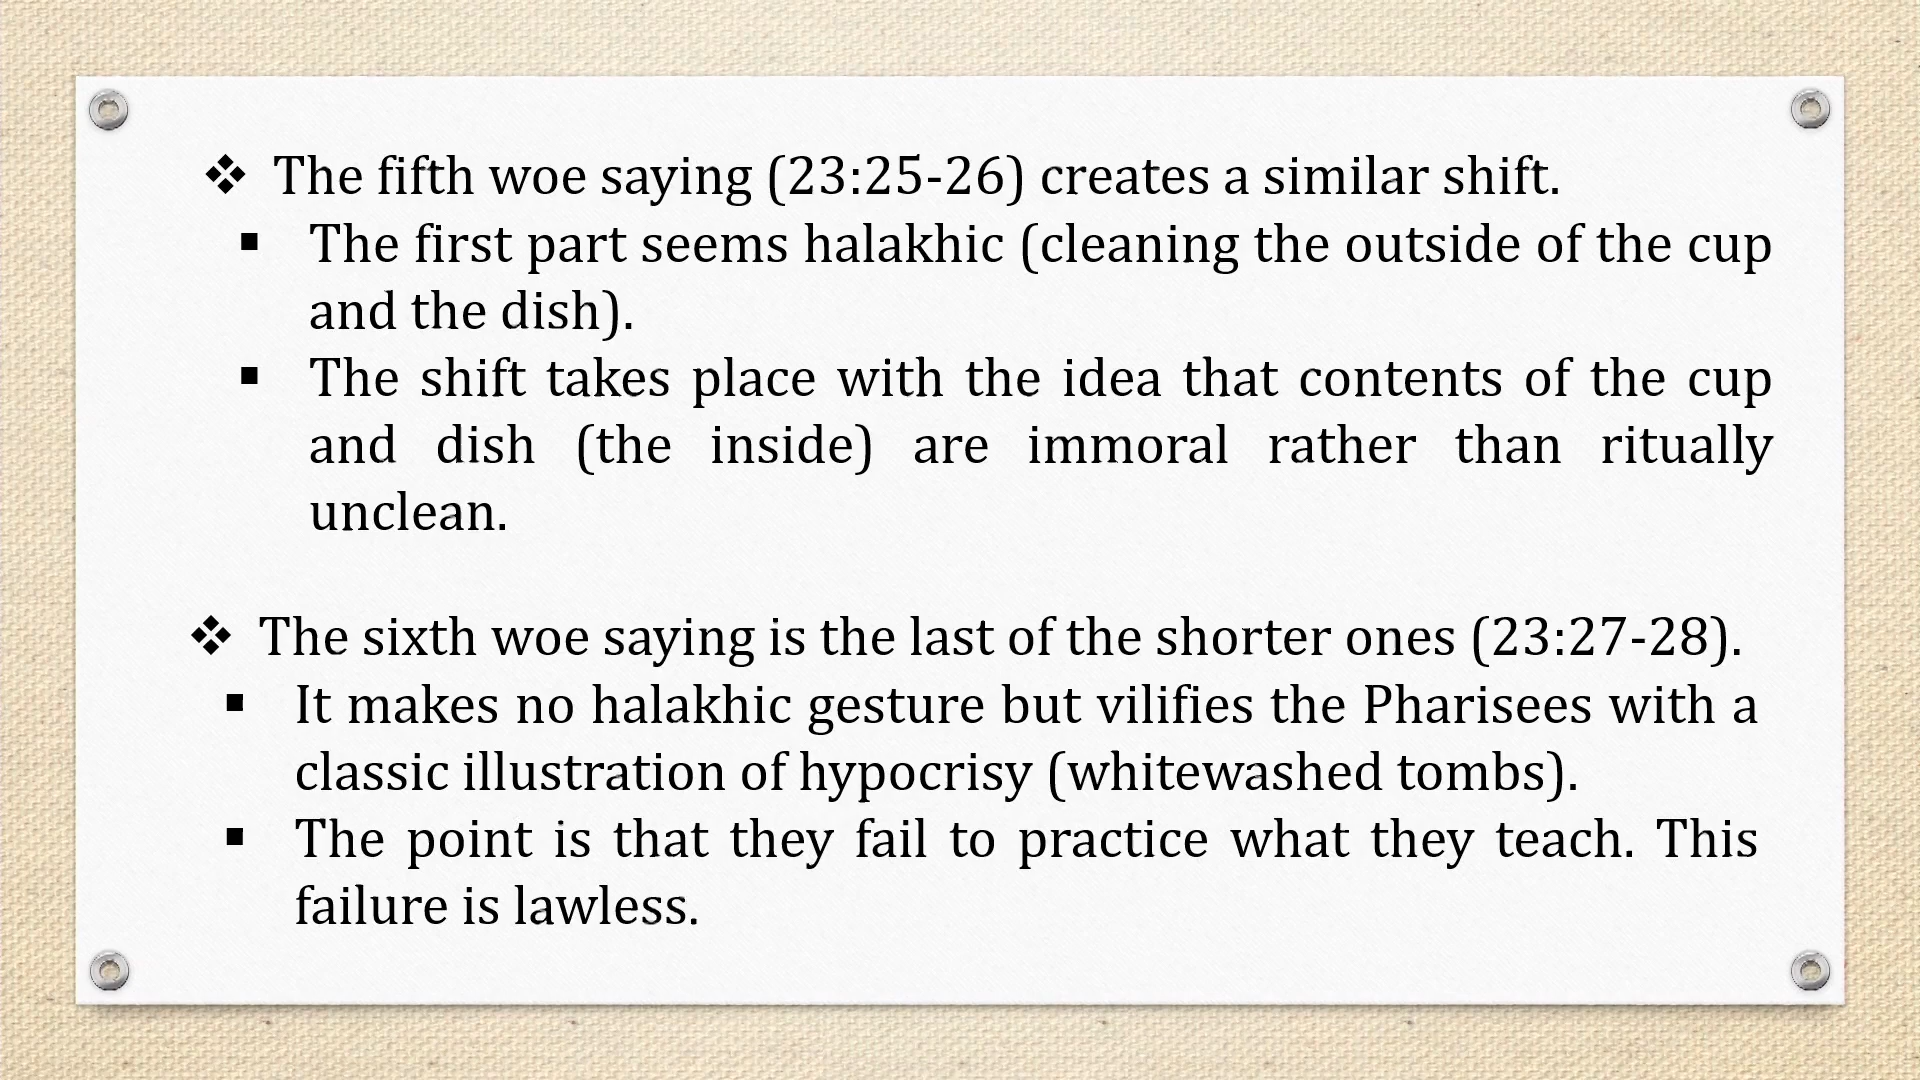 ❖ The fifth woe saying (23:25-26) creates a similar shift.
▪ The first part seems halakhic (cleaning the outside of the cup
and the dish).
▪ The shift takes place with the idea that contents of the cup
and dish (the inside) are immoral rather than ritually
unclean.
❖ The sixth woe saying is the last of the shorter ones (23:27-28).
▪ It makes no halakhic gesture but vilifies the Pharisees with a
classic illustration of hypocrisy (whitewashed tombs).
▪ The point is that they fail to practice what they teach. This
failure is lawless.